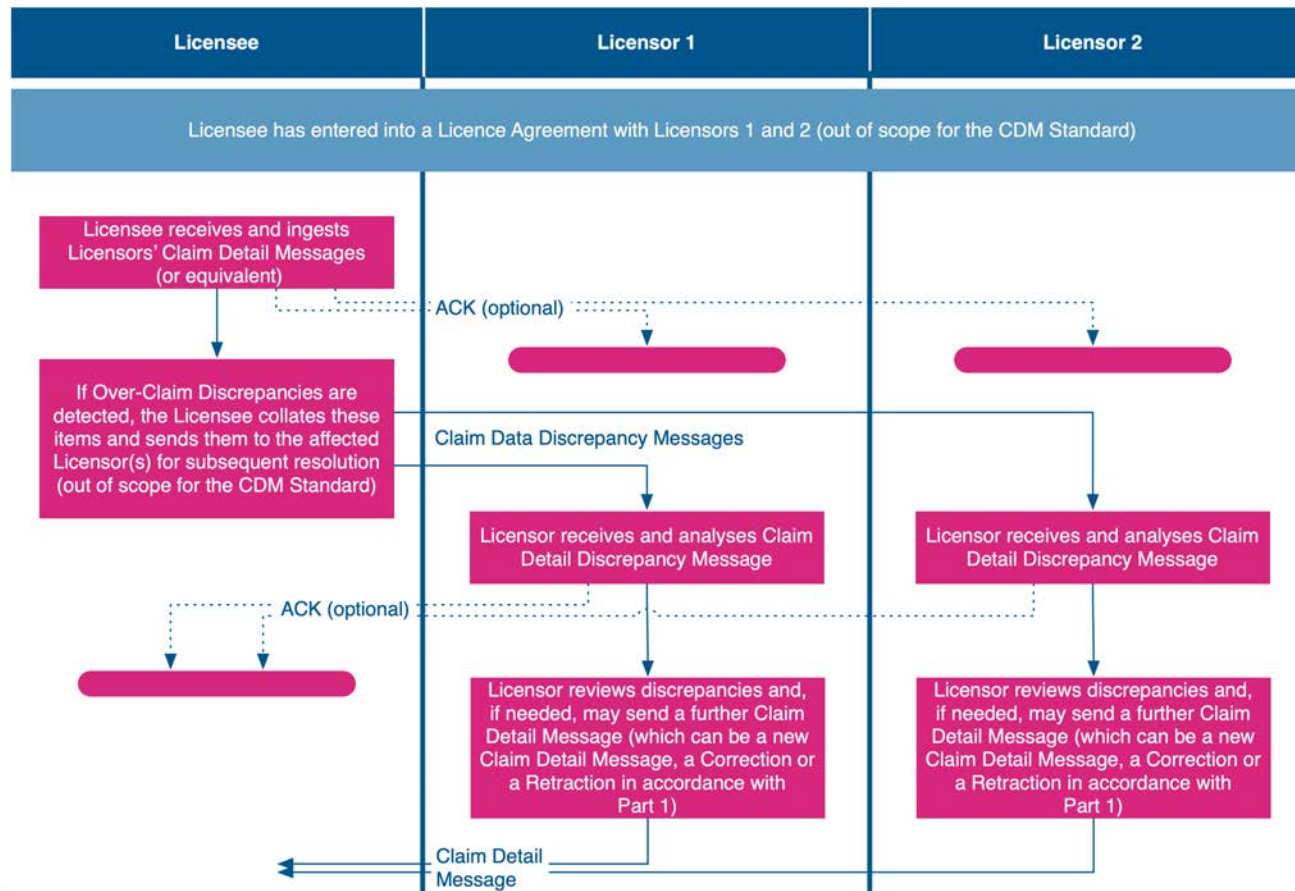 Licensee
Licensor 1
Licensor 2
Licensee has entered into a Licence Agreement with Licensors 1 and 2 (out of scope for the CDM Standard)
Licensee receives and ingests
Licensors' Claim Detail Messages
(or equivalent)
ACK (optional)
If Over-Claim Discrepancies are
detected, the Licensee collates these
items and sends them to the affected
Licensor(s) for subsequent resolution
(out of scope for the CDM Standard)
Claim Data Discrepancy Messages
Licensor receives and analyses Claim
Detail Discrepancy Message
Licensor receives and analyses Claim
Detail Discrepancy Message
ACK (optional)
Licensor reviews discrepancies and,
if needed, may send a further Claim
Detail Message (which can be a new
Claim Detail Message, a Correction or
a Retraction in accordance with
Part 1)
Licensor reviews discrepancies and,
if needed, may send a further Claim
Detail Message (which can be a new
Claim Detail Message, a Correction or
a Retraction in accordance with
Part 1)
Claim Detail
Message